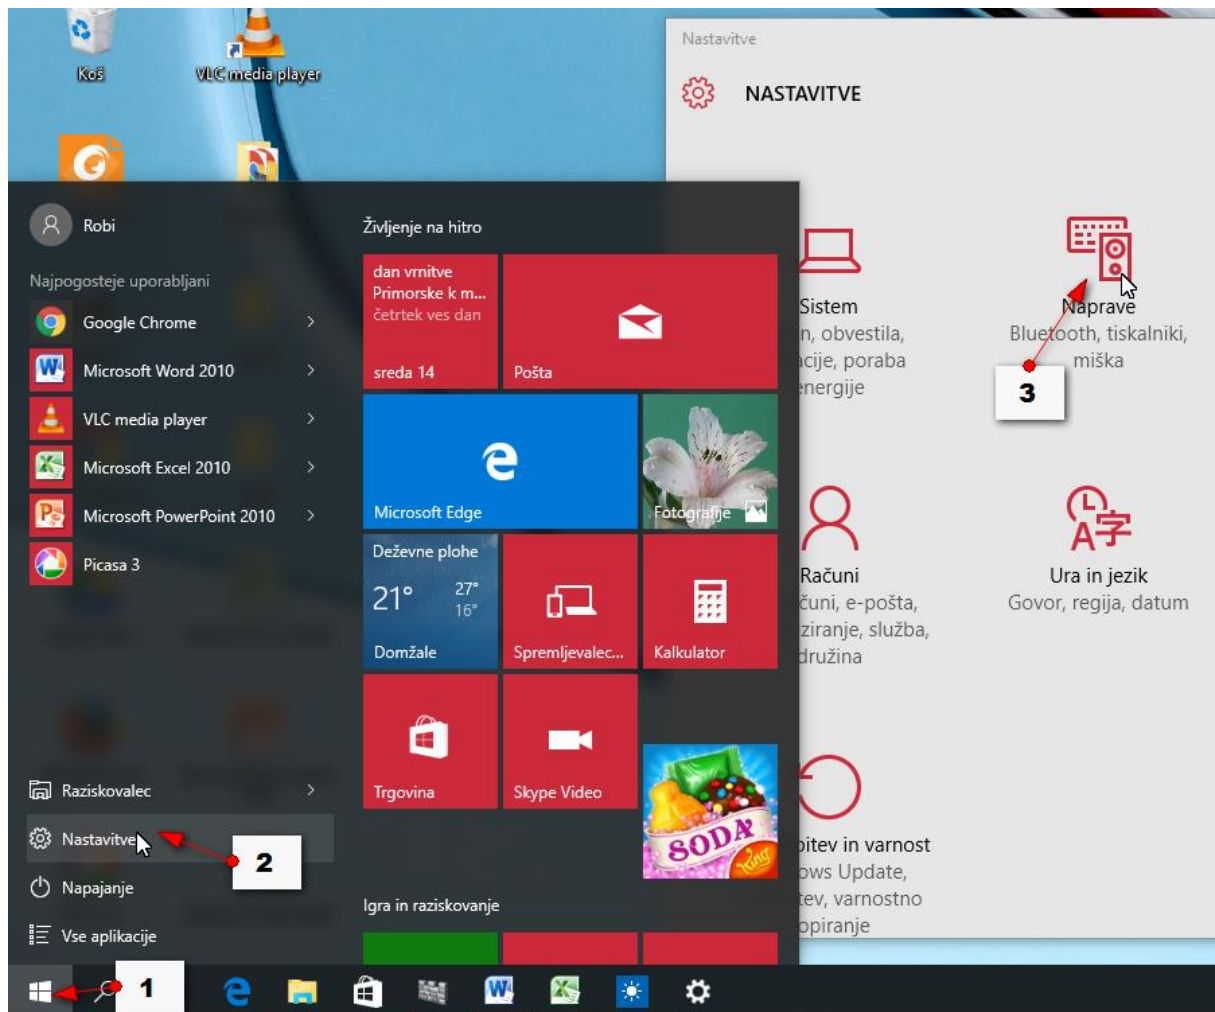 Koš
VLC media player
Nastavitve
NASTAVITVE
Robi
Najpogosteje uporabljani
Google Chrome
Microsoft Word 2010
VLC media player
Microsoft Excel 2010
Microsoft PowerPoint 2010
Picasa 3
Raziskovalec
Nastavitve
2
Napajanje
Vse aplikacije
1
Življenje na hitro
dan vrnitve
Primorske k m...
četrtek ves dan
sreda 14
Pošta
Microsoft Edge
Fotografije
Deževne plohe
21° 27°
16°
Domžale
Spremljevalec...
Kalkulator
Trgovina
Skype Video
SODA
King
Igra in raziskovanje
Sistem
n, obvestila,
acije, poraba
energije
Naprave
Bluetooth, tiskalniki,
miška
3
Računi
čuni, e-pošta,
ziranje, služba,
družina
Ura in jezik
Govor, regija, datum
bitev in varnost
ows Update,
tev, varnostno
opiranje